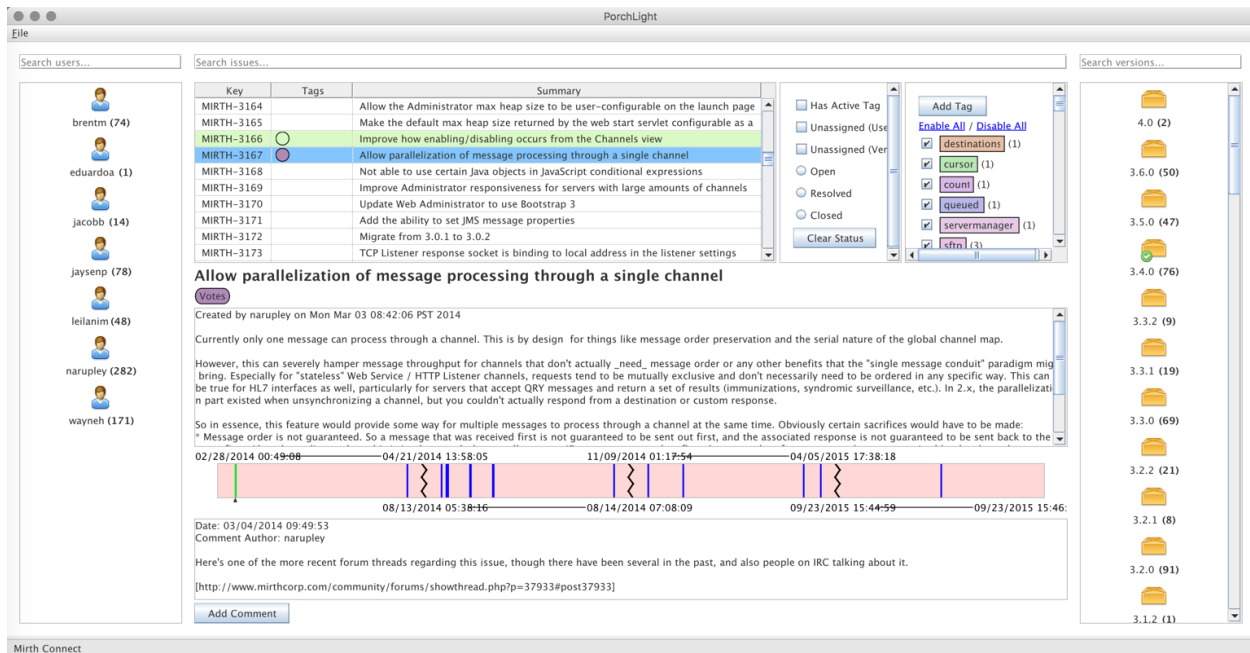 PorchLight
File
Search users...
Search issues...
Search versions...
brentm (74)
eduardoa (1)
jacobb (14)
jaysenp (78)
leilanim (48)
narupley (282)
wayneh (171)
Key Tags Summary
MIRTH-3164 Allow the Administrator max heap size to be user-configurable on the launch page
MIRTH-3165 Make the default max heap size returned by the web start servlet configurable as a
MIRTH-3166 Improve how enabling/disabling occurs from the Channels view
MIRTH-3167 Allow parallelization of message processing through a single channel
MIRTH-3168 Not able to use certain Java objects in JavaScript conditional expressions
MIRTH-3169 Improve Administrator responsiveness for servers with large amounts of channels
MIRTH-3170 Update Web Administrator to use Bootstrap 3
MIRTH-3171 Add the ability to set JMS message properties
MIRTH-3172 Migrate from 3.0.1 to 3.0.2
MIRTH-3173 TCP Listener response socket is binding to local address in the listener settings
Has Active Tag
Unassigned (Use
Unassigned (Ver
Open
Resolved
Closed
Clear Status
Add Tag
Enable All / Disable All
destinations (1)
cursor (1)
count (1)
queued (1)
servermanager (1)
sftp (3)
Allow parallelization of message processing through a single channel
Votes
Created by narupley on Mon Mar 03 08:42:06 PST 2014
Currently only one message can process through a channel. This is by design  for things like message order preservation and the serial nature of the global channel map.
However, this can severely hamper message throughput for channels that don't actually _need_ message order or any other benefits that the "single message conduit" paradigm mig
bring. Especially for "stateless" Web Service / HTTP Listener channels, requests tend to be mutually exclusive and don't necessarily need to be ordered in any specific way. This can
be true for HL7 interfaces as well, particularly for servers that accept QRY messages and return a set of results (immunizations, syndromic surveillance, etc.). In 2.x, the parallelizati
n part existed when unsynchronizing a channel, but you couldn't actually respond from a destination or custom response.
So in essence, this feature would provide some way for multiple messages to process through a channel at the same time. Obviously certain sacrifices would have to be made:
* Message order is not guaranteed. So a message that was received first is not guaranteed to be sent out first, and the associated response is not guaranteed to be sent back to the
02/28/2014 00:49:08 04/21/2014 13:58:05 11/09/2014 01:17:54 04/05/2015 17:38:18
08/13/2014 05:38:16 08/14/2014 07:08:09 09/23/2015 15:44:59 09/23/2015 15:46:
Date: 03/04/2014 09:49:53
Comment Author: narupley
Here's one of the more recent forum threads regarding this issue, though there have been several in the past, and also people on IRC talking about it.
[http://www.mirthcorp.com/community/forums/showthread.php?p=37933#post37933]
Add Comment
4.0 (2)
3.6.0 (50)
3.5.0 (47)
3.4.0 (76)
3.3.2 (9)
3.3.1 (19)
3.3.0 (69)
3.2.2 (21)
3.2.1 (8)
3.2.0 (91)
3.1.2 (1)
Mirth Connect